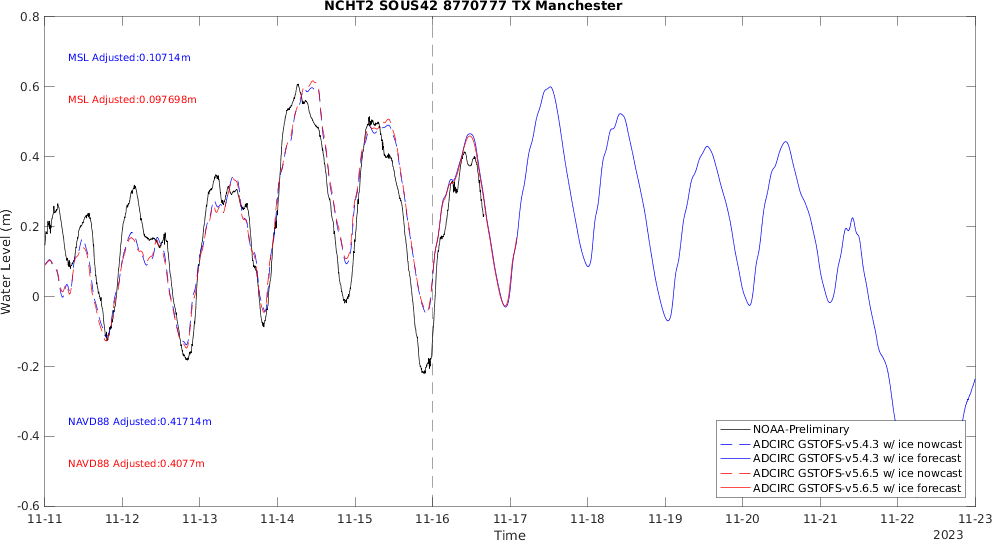 NCHT2 SOUS42 8770777 TX Manchester
0.8
0.6
0.4
0.2
0
-0.2
-0.4
-0.6
Water Level (m)
MSL Adjusted:0.10714m
MSL Adjusted:0.097698m
NAVD88 Adjusted:0.41714m
NAVD88 Adjusted:0.4077m
NOAA-Preliminary
ADCIRC GSTOFS-v5.4.3 w/ ice nowcast
ADCIRC GSTOFS-v5.4.3 w/ ice forecast
ADCIRC GSTOFS-v5.6.5 w/ ice nowcast
ADCIRC GSTOFS-v5.6.5 w/ ice forecast
11-11 11-12 11-13 11-14 11-15 11-16 11-17 11-18 11-19 11-20 11-21 11-22 11-23
Time
2023